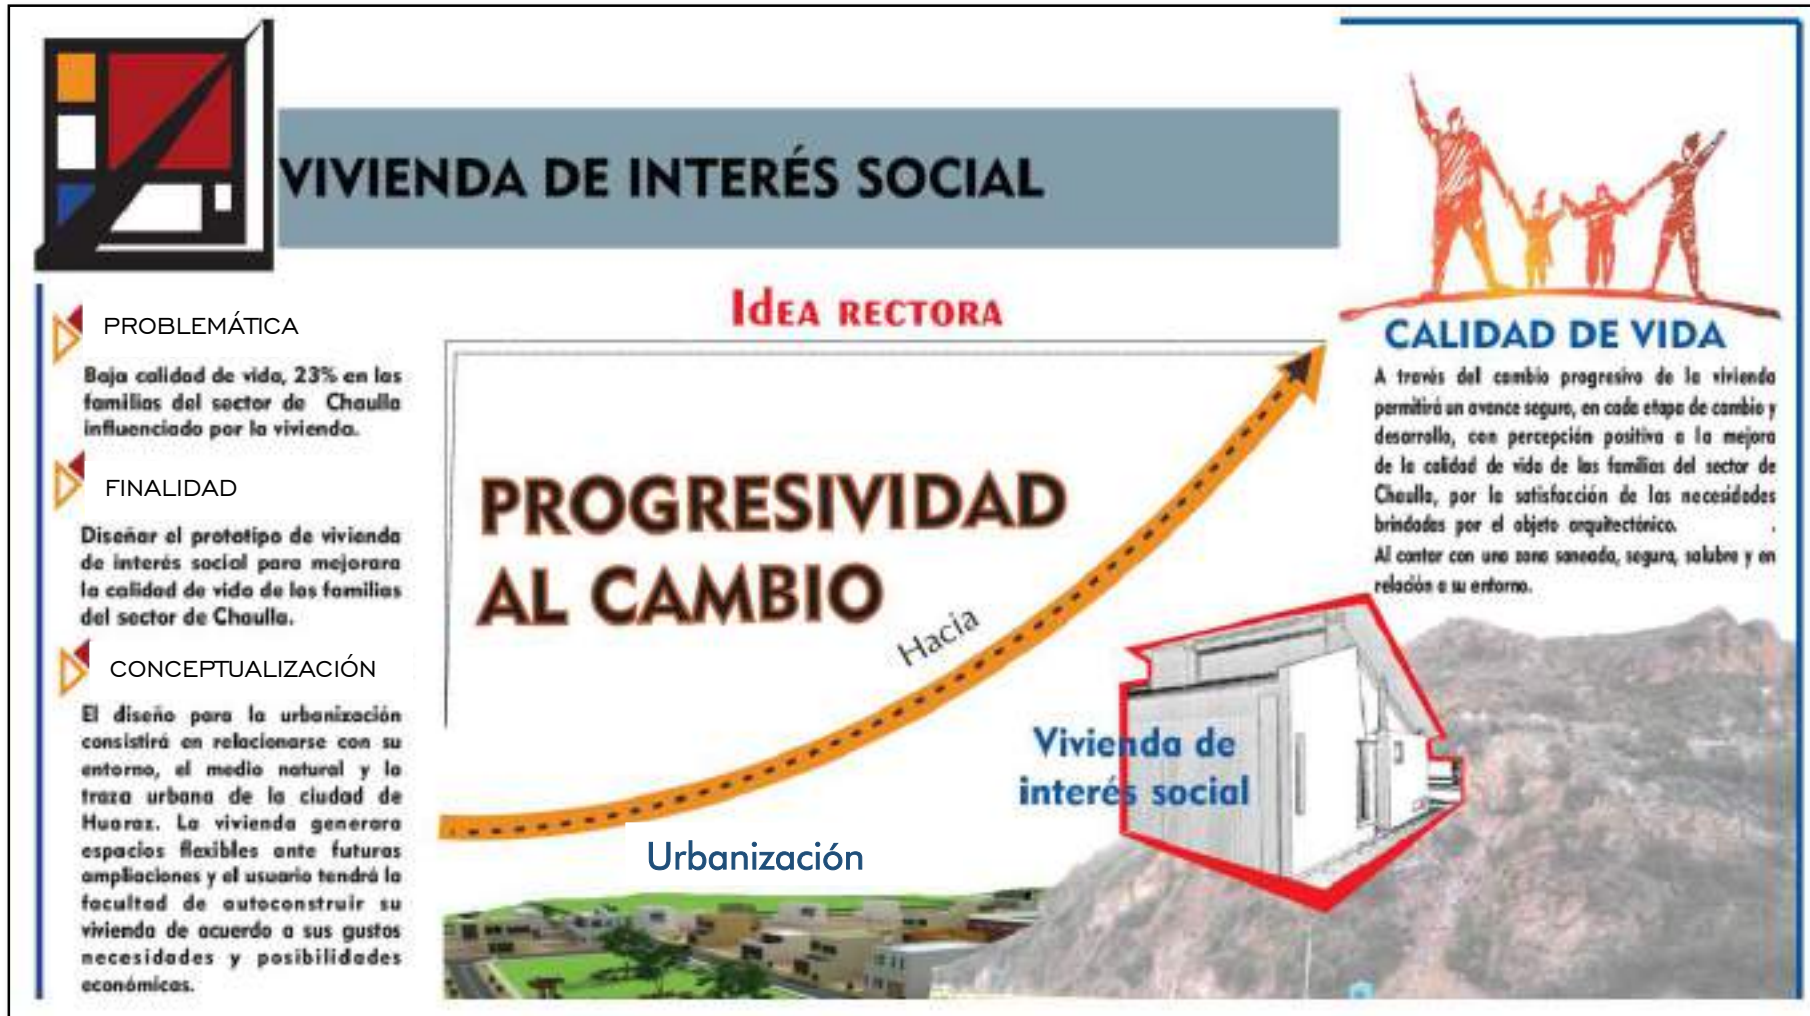 VIVIENDA DE INTERÉS SOCIAL
PROBLEMÁTICA
Baja calidad de vida, 23% en las
familias del sector de Chaulla
influenciado por la vivienda.
FINALIDAD
Diseñar el prototipo de vivienda
de interés social para mejorara
la calidad de vida de las familias
del sector de Chaulla.
CONCEPTUALIZACIÓN
El diseño para la urbanización
consistirá en relacionarse con su
entorno, el medio natural y la
traza urbana de la ciudad de
Huaraz. La vivienda generara
espacios flexibles ante futuras
ampliaciones y el usuario tendrá la
facultad de autoconstruir su
vivienda de acuerdo a sus gustos
necesidades y posibilidades
económicas.
IdEA RECTORA
PROGRESIVIDAD
AL CAMBIO
Hacia
Urbanización
Vivienda de
interés social
CALIDAD DE VIDA
A través del cambio progresivo de la vivienda
permitirá un avance seguro, en cada etapa de cambio y
desarrollo, con percepción positiva a la mejora
de la calidad de vida de las familias del sector de
Chaulla, por la satisfacción de las necesidades
brindadas por el objeto arquitectónico. .
Al contar con una zona saneada, segura, salubre y en
relación a su entorno.